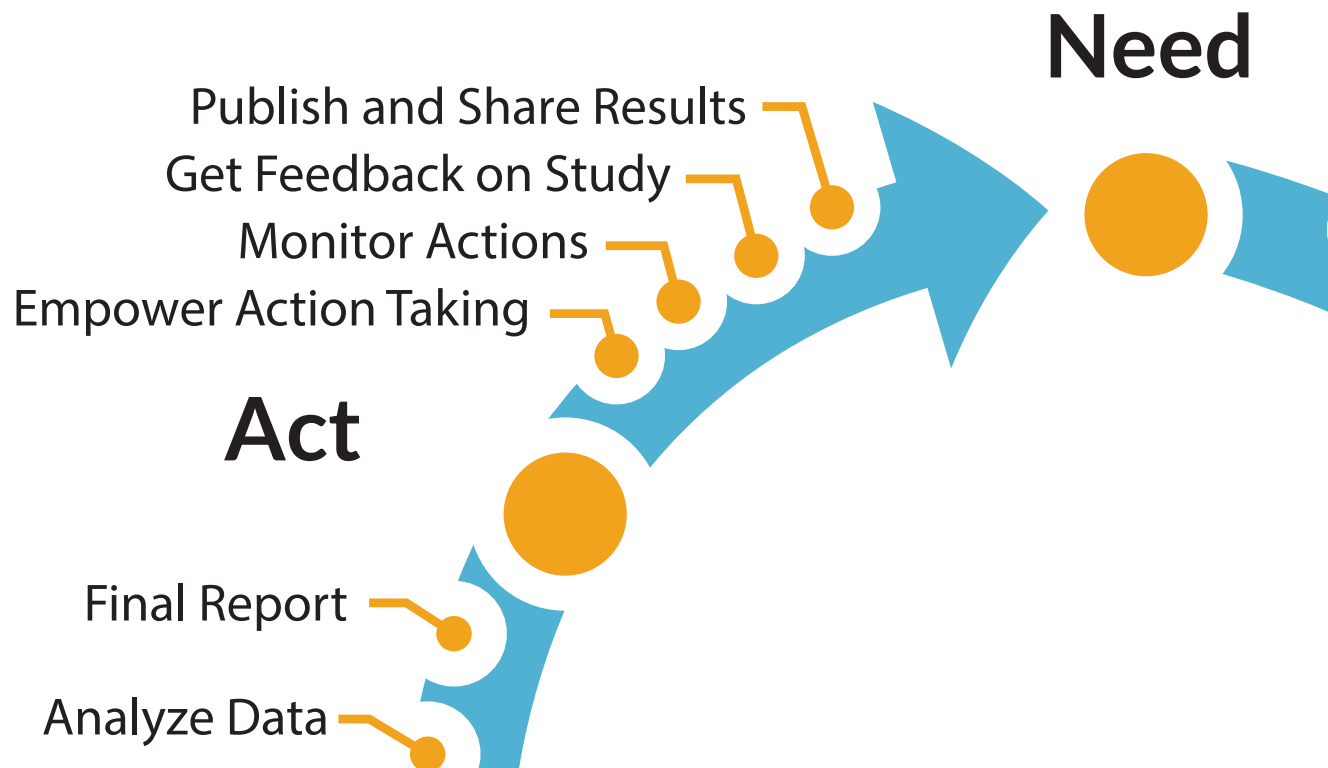 Need
Publish and Share Results
Get Feedback on Study
Monitor Actions
Empower Action Taking
Act
Final Report
Analyze Data